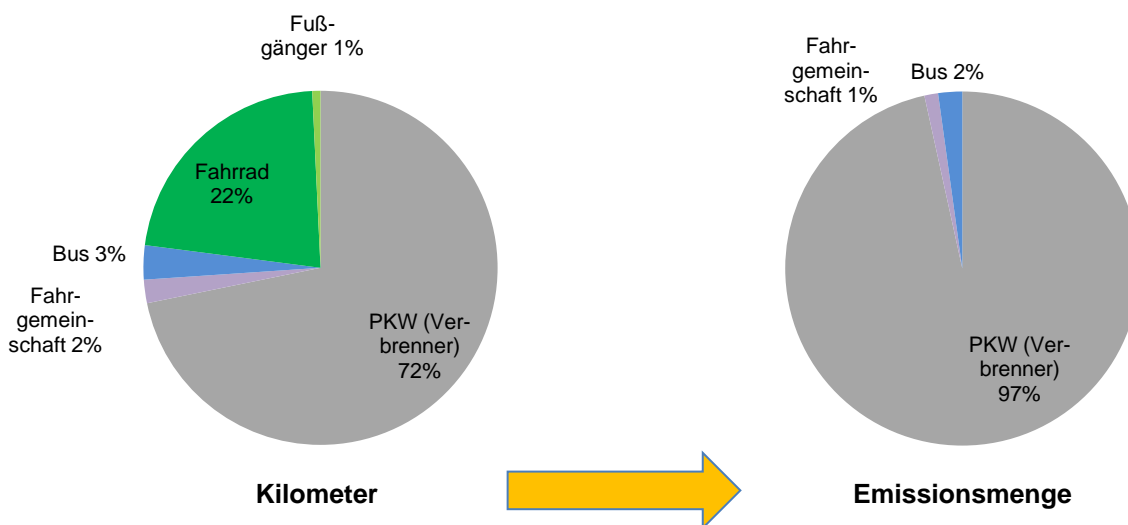 Fuß-
gänger 1%
Fahrrad
22%
Bus 3%
Fahr-
gemein-
schaft 2%
PKW (Ver-
brenner)
72%
Kilometer
Fahr-
gemein-
schaft 1%
Bus 2%
PKW (Ver-
brenner)
97%
Emissionsmenge